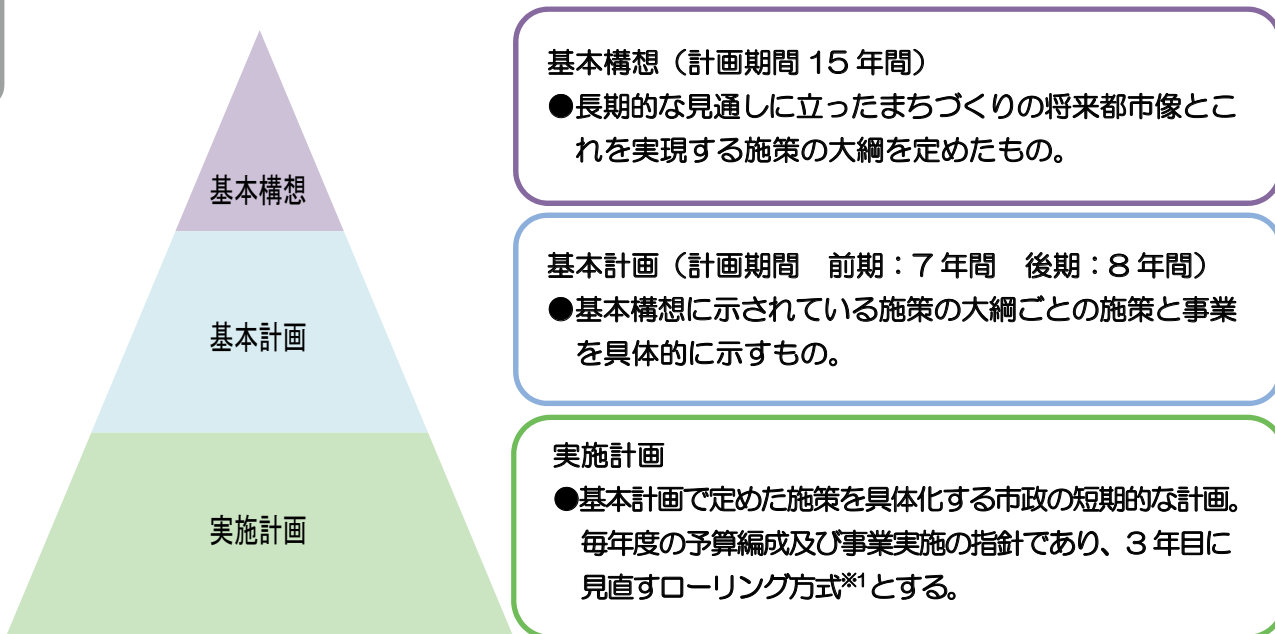 基本構想
基本計画
実施計画
基本構想（計画期間 15 年間）
●長期的な見通しに立ったまちづくりの将来都市像とこ
れを実現する施策の大綱を定めたもの。
基本計画（計画期間　前期：7 年間　後期：8 年間）
●基本構想に示されている施策の大綱ごとの施策と事業
を具体的に示すもの。
実施計画
●基本計画で定めた施策を具体化する市政の短期的な計画。
毎年度の予算編成及び事業実施の指針であり、3 年目に
見直すローリング方式※1とする。